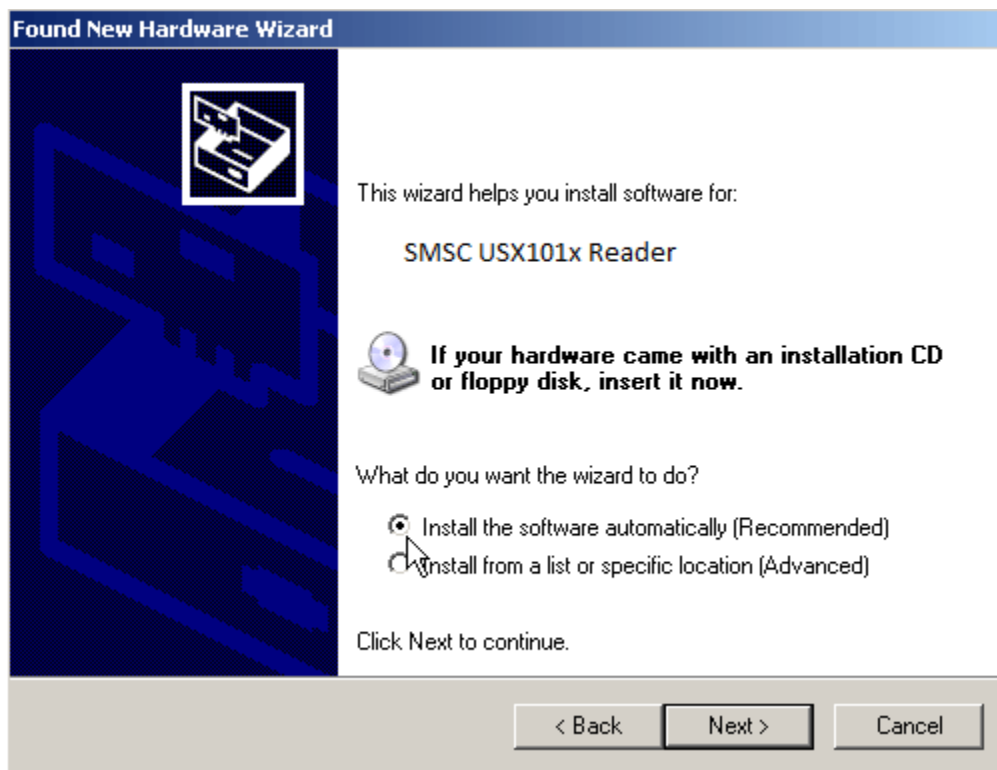 Found New Hardware Wizard
This wizard helps you install software for:
SMSC USX101x Reader
If your hardware came with an installation CD
or floppy disk, insert it now.
What do you want the wizard to do?
Install the software automatically (Recommended)
Install from a list or specific location (Advanced)
Click Next to continue.
< Back
Next >
Cancel